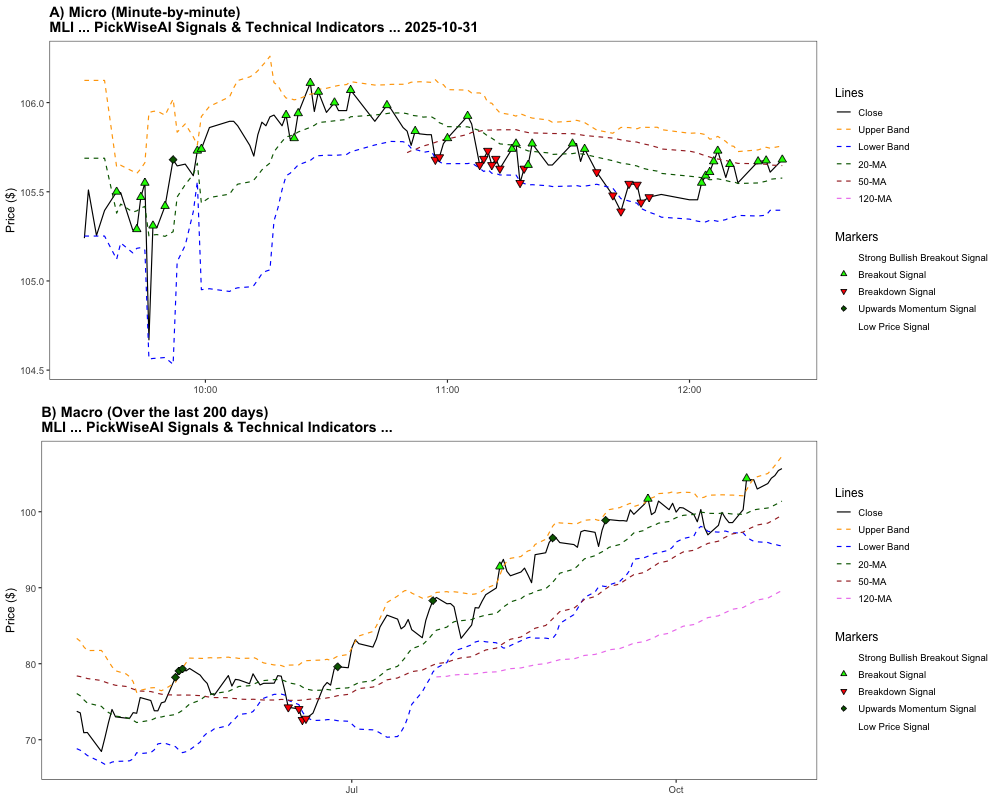 A) Micro (Minute-by-minute)
MLI ... PickWiseAI Signals & Technical Indicators ... 2025-10-31
Price ($)
106.0
105.5
105.0
104.5
10:00
11:00
12:00
Lines
Close
Upper Band
Lower Band
20-MA
50-MA
120-MA
Markers
Strong Bullish Breakout Signal
Breakout Signal
Breakdown Signal
Upwards Momentum Signal
Low Price Signal
B) Macro (Over the last 200 days)
MLI ... PickWiseAI Signals & Technical Indicators ...
Price ($)
100
90
80
70
Jul
Oct
Lines
Close
Upper Band
Lower Band
20-MA
50-MA
120-MA
Markers
Strong Bullish Breakout Signal
Breakout Signal
Breakdown Signal
Upwards Momentum Signal
Low Price Signal